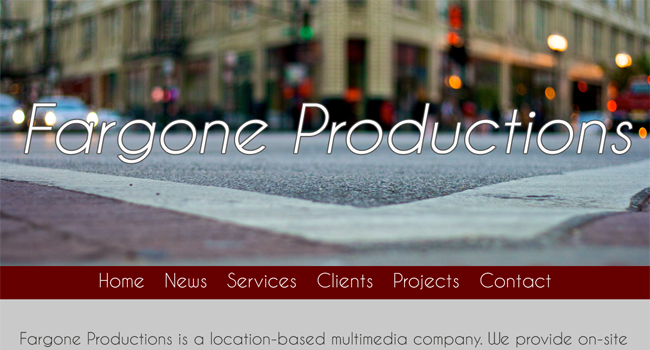 Fargone Productions
Home News Services Clients Projects Contact
Fargone Productions is a location-based multimedia company. We provide on-site